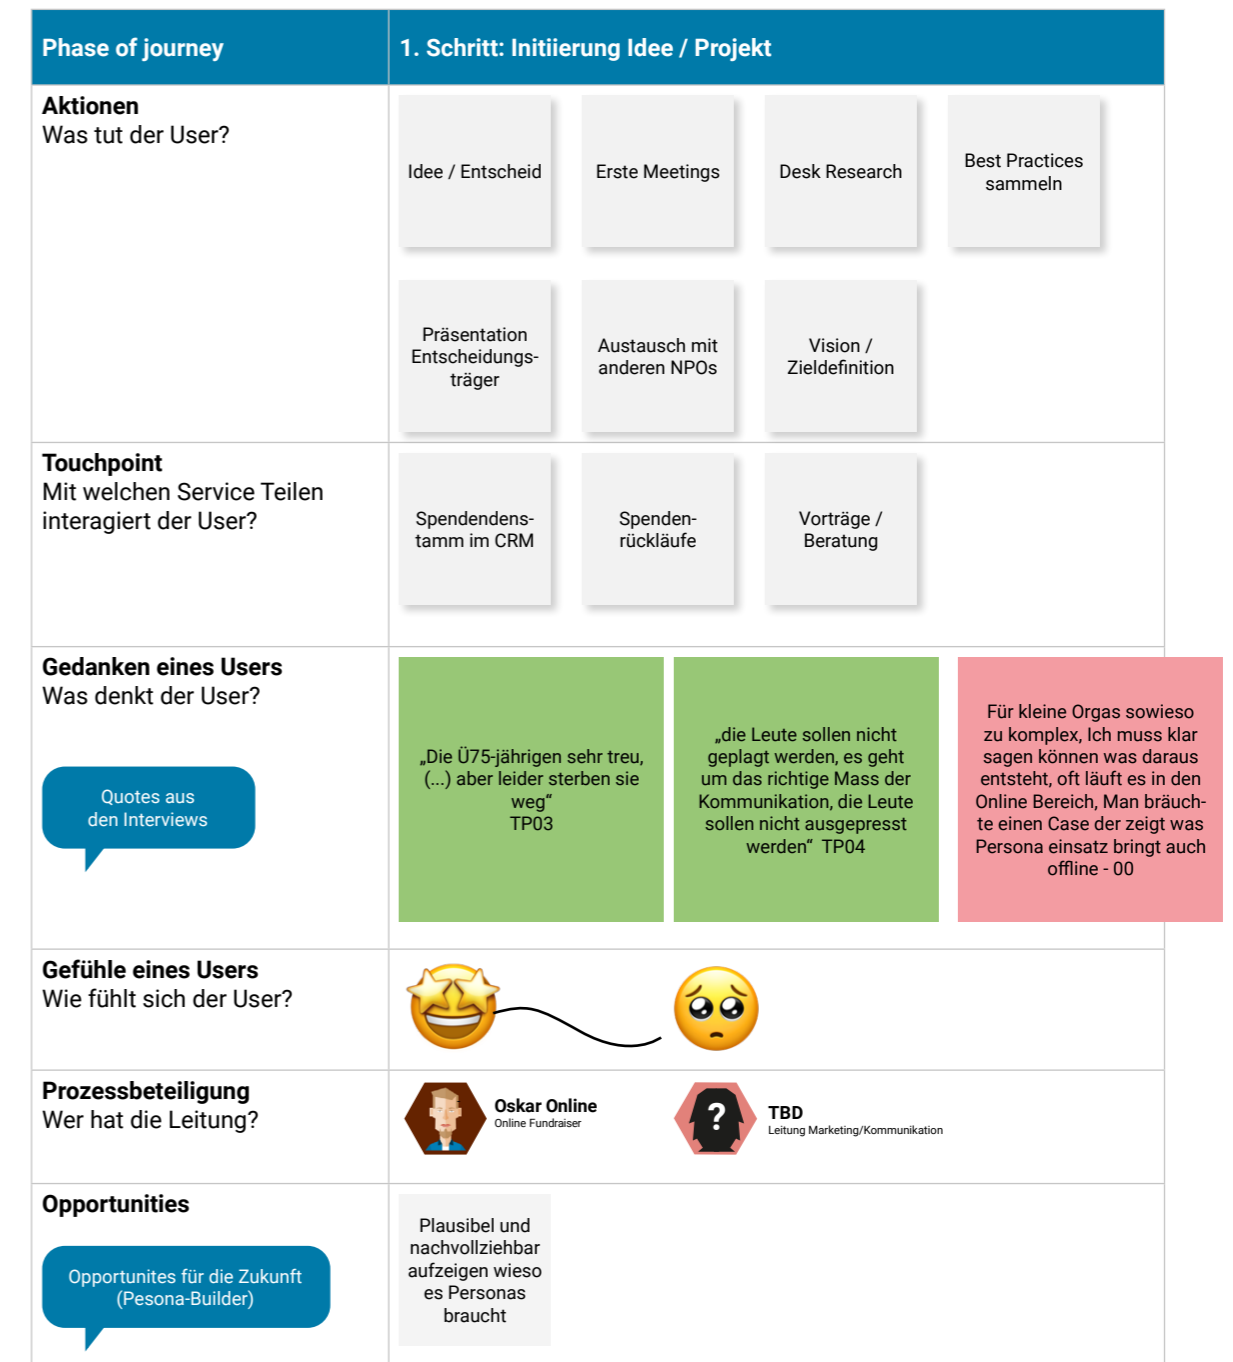 Phase of journey
1. Schritt: Initiierung Idee / Projekt
Aktionen
Was tut der User?
Idee / Entscheid
Erste Meetings
Desk Research
Best Practices
sammeln
Präsentation
Entscheidungs-
träger
Austausch mit
anderen NPOs
Vision /
Zieldefinition
Touchpoint
Mit welchen Service Teilen
interagiert der User?
Spendendens-
tamm im CRM
Spenden-
rückläufe
Vorträge /
Beratung
Gedanken eines Users
Was denkt der User?
Quotes aus
den Interviews
„Die Ü75-jährigen sehr treu,
(...) aber leider sterben sie
weg“
TP03
„die Leute sollen nicht
geplagt werden, es geht
um das richtige Mass der
Kommunikation, die Leute
sollen nicht ausgepresst
werden“ TP04
Für kleine Orgas sowieso
zu komplex, Ich muss klar
sagen können was daraus
entsteht, oft läuft es in den
Online Bereich, Man bräuch-
te einen Case der zeigt was
Persona einsatz bringt auch
offline - 00
Gefühle eines Users
Wie fühlt sich der User?
Prozessbeteiligung
Wer hat die Leitung?
Oskar Online
Online Fundraiser
?
TBD
Leitung Marketing/Kommunikation
Opportunities
Opportunites für die Zukunft
(Pesona-Builder)
Plausibel und
nachvollziehbar
aufzeigen wieso
es Personas
braucht